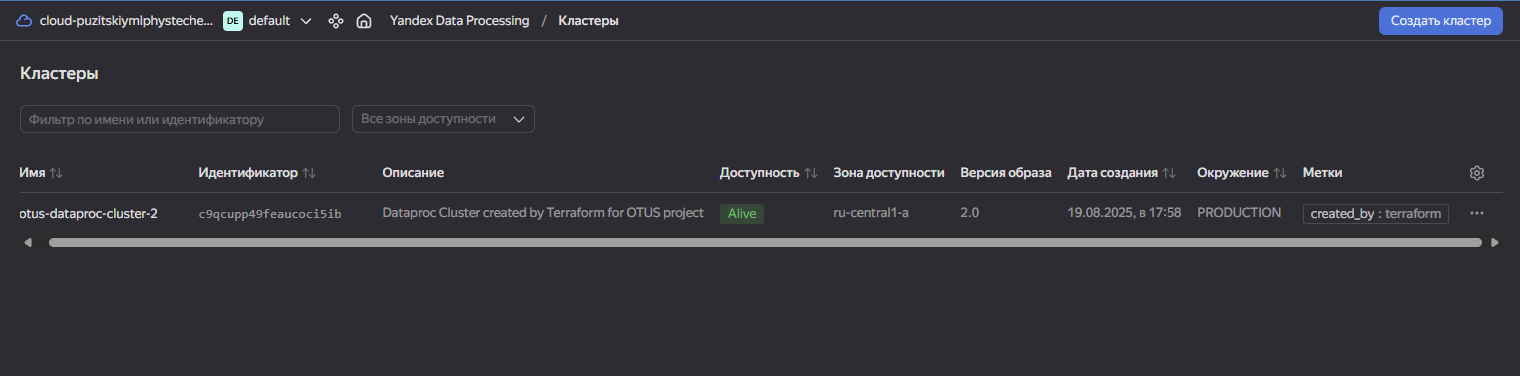 cloud-puzitskiymlphysteche... DE default Yandex Data Processing / Кластеры Создать кластер
Кластеры
Фильтр по имени или идентификатору Все зоны доступности
Имя Идентификатор Описание Доступность Зона доступности Версия образа Дата создания Окружение Метки
otus-dataproc-cluster-2 c9qcupp49feaucoci5ib Dataproc Cluster created by Terraform for OTUS project Alive ru-central1-a 2.0 19.08.2025, в 17:58 PRODUCTION created_by : terraform